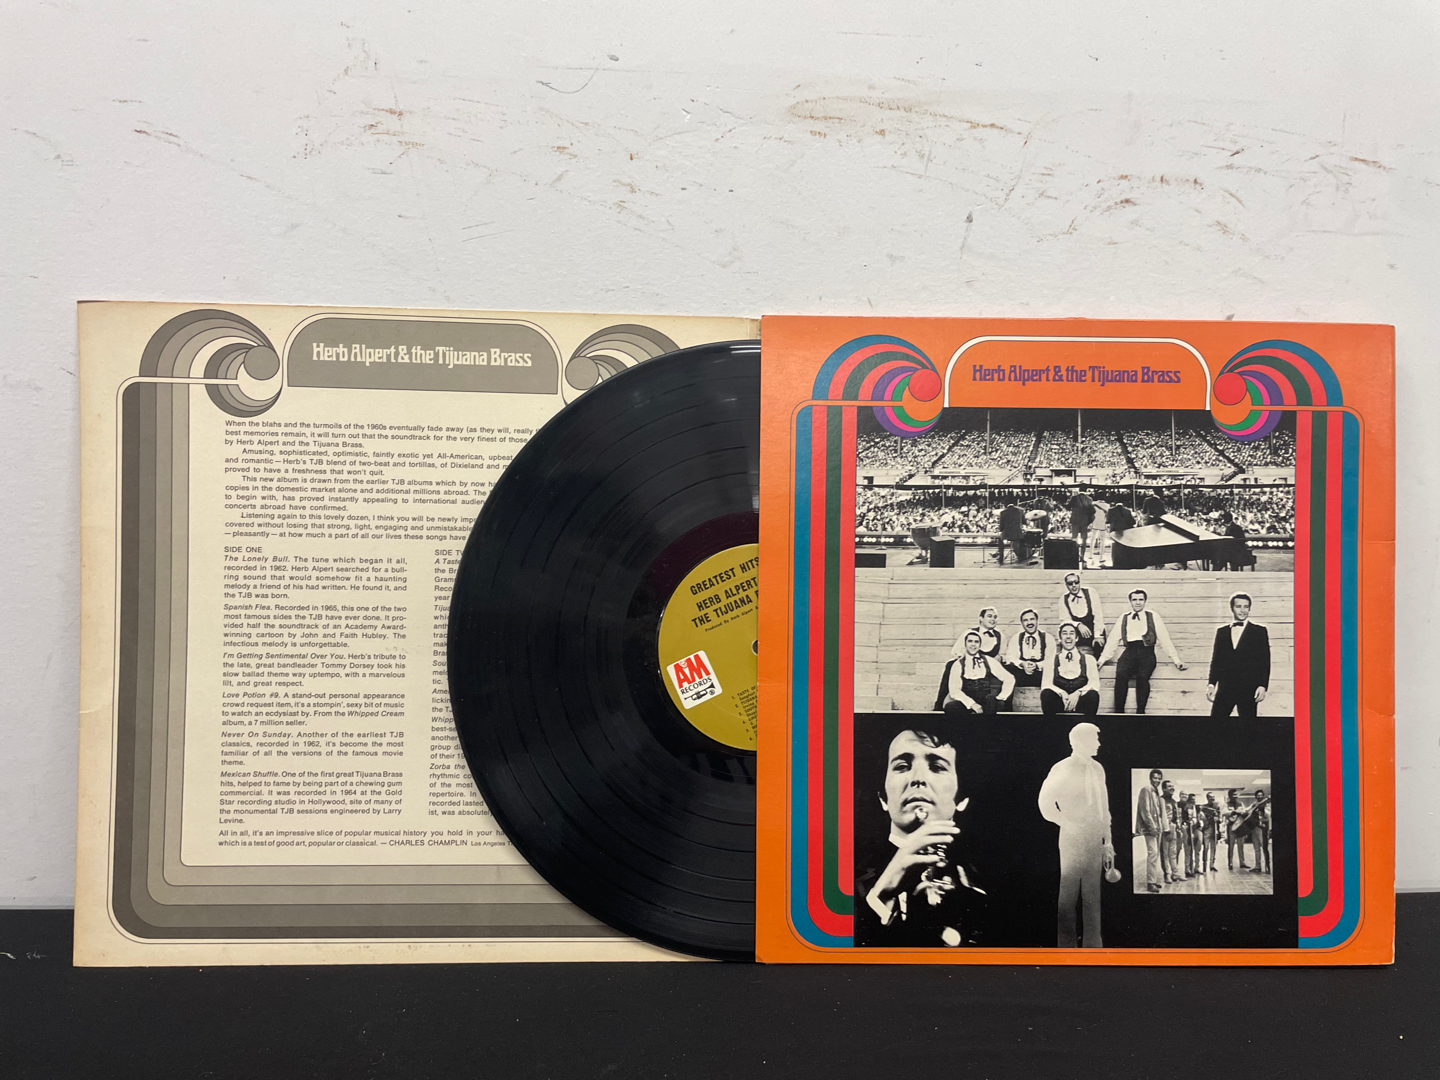 Herb Alpert & the Tijuana Brass
When the blahs and the turmoils of the 1960s eventually fade away (as they will, really
best memories remain, it will turn out that the soundtrack for the very finest of those
by Herb Alpert and the Tijuana Brass.
Amusing, sophisticated, optimistic, faintly exotic yet All-American, upbeat
and romantic—Herb's TJB blend of two-beat and tortillas, of Dixieland and
proved to have a freshness that won't quit.
This new album is drawn from the earlier TJB albums which by now
copies in the domestic market alone and additional millions abroad. The
to begin with, has proved instantly appealing to international
concerts abroad have confirmed.
Listening again to this lovely dozen, I think you will be newly
covered without losing that strong, light, engaging and
—pleasantly—at how much a part of all our lives these songs have
SIDE ONE
The Lonely Bull. The tune which began it all,
recorded in 1962. Herb Alpert searched for a bull-
ring sound that would somehow fit a haunting
melody a friend of his had written. He found it, and
the TJB was born.
Spanish Flea. Recorded in 1965, this one of the two
most famous sides the TJB have ever done. It pro-
vided half the soundtrack of an Academy Award-
winning cartoon by John and Faith Hubley. The
infectious melody is unforgettable.
I'm Getting Sentimental Over You. Herb's tribute to
the late, great bandleader Tommy Dorsey took his
slow ballad theme way uptempo, with a marvelous
lilt, and great respect.
Love Potion #9. A stand-out personal appearance
crowd request item, it's a stompin', sexy bit of music
to watch an ecdysiast by. From the Whipped Cream
album, a 7 million seller.
Never On Sunday. Another of the earliest TJB
classics, recorded in 1962, it's become the most
familiar of all the versions of the famous movie
theme.
Mexican Shuffle. One of the first great Tijuana Brass
hits, helped to fame by being part of a chewing gum
commercial. It was recorded in 1964 at the Gold
Star recording studio in Hollywood, site of many of
the monumental TJB sessions engineered by Larry
Levine.
SIDE
A Taste
the
year
Zorba the
rhythmic
of the most
repertoire. In
recorded lasted
ist, was
All in all, it's an impressive slice of popular musical history you hold in your
which is a test of good art, popular or classical. — CHARLES CHAMPLIN Los Angeles
GREATEST HITS
HERB ALPERT
THE TIJUANA
Produced by Herb Alpert
A&M
RECORDS
Herb Alpert & the Tijuana Brass